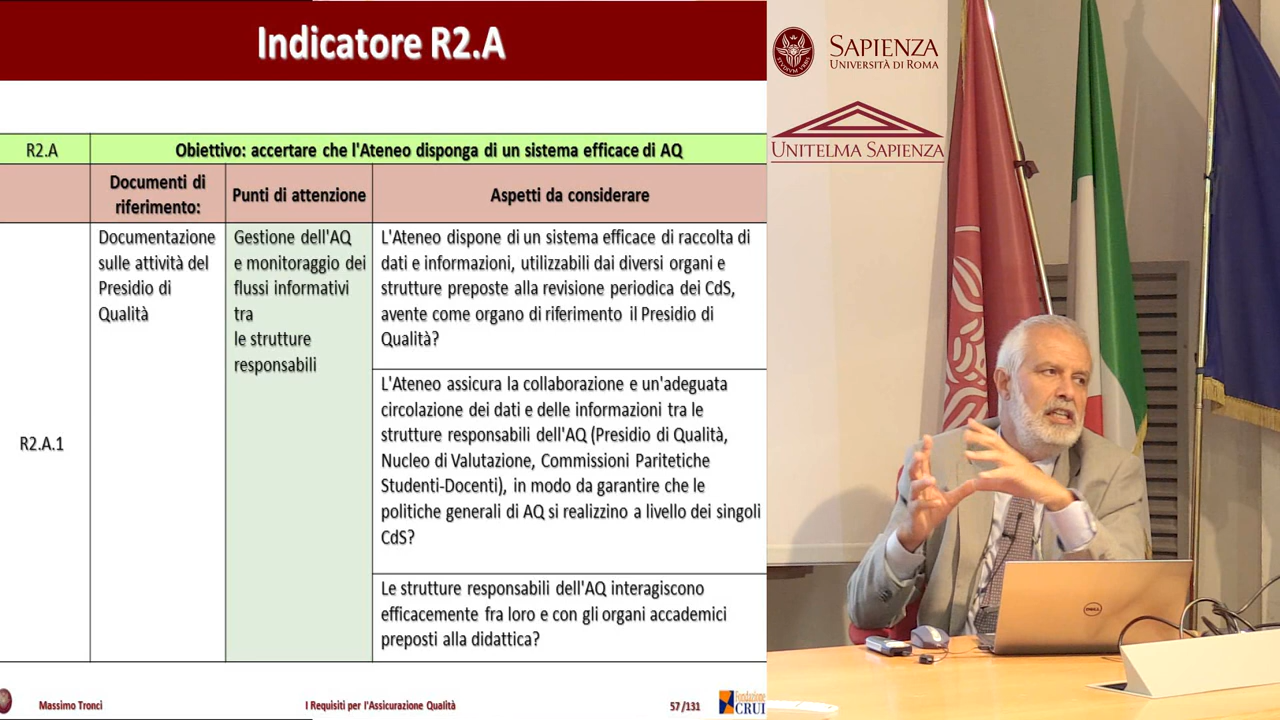 Indicatore R2.A
R2.A
Obiettivo: accertare che l'Ateneo disponga di un sistema efficace di AQ
Documenti di
riferimento:
Punti di attenzione
Aspetti da considerare
R2.A.1
Documentazione
sulle attività del
Presidio di
Qualità
Gestione dell'AQ
e monitoraggio dei
flussi informativi
tra
le strutture
responsabili
L'Ateneo dispone di un sistema efficace di raccolta di
dati e informazioni, utilizzabili dai diversi organi e
strutture preposte alla revisione periodica dei CdS,
avente come organo di riferimento il Presidio di
Qualità?
L'Ateneo assicura la collaborazione e un'adeguata
circolazione dei dati e delle informazioni tra le
strutture responsabili dell'AQ (Presidio di Qualità,
Nucleo di Valutazione, Commissioni Paritetiche
Studenti-Docenti), in modo da garantire che le
politiche generali di AQ si realizzino a livello dei singoli
CdS?
Le strutture responsabili dell'AQ interagiscono
efficacemente fra loro e con gli organi accademici
preposti alla didattica?
Massimo Tronci
I Requisiti per l'Assicurazione Qualità
57/131
Fondazione
CRUI
SAPIENZA
UNIVERSITÀ DI ROMA
UNITELMA SAPIENZA
DELL